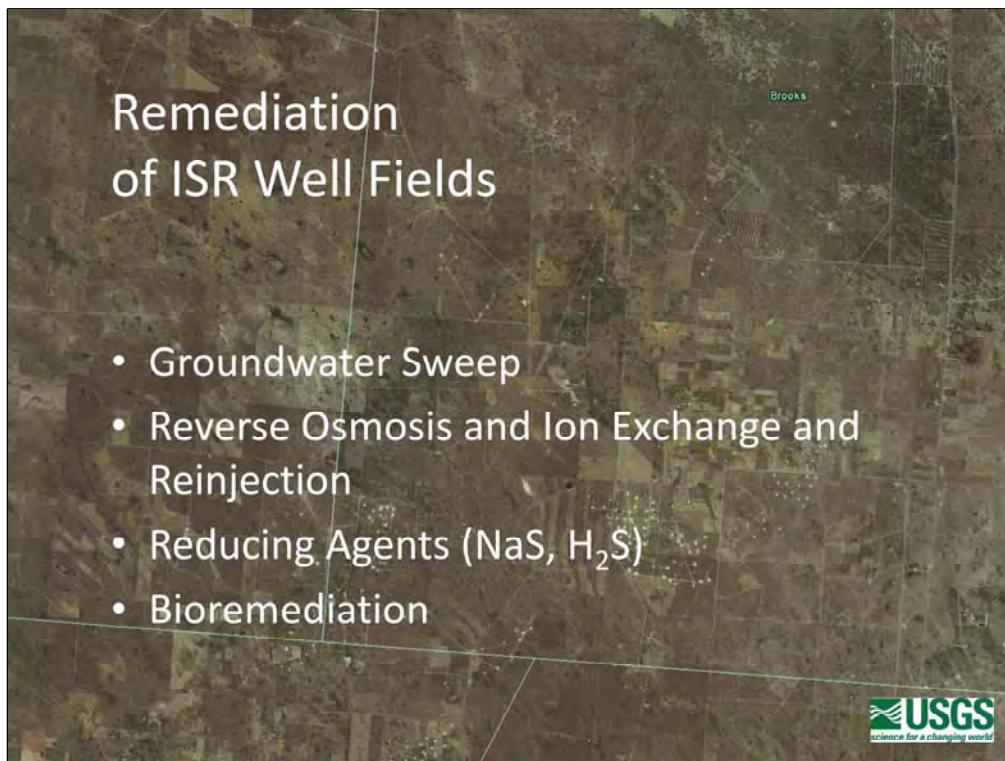 Brooks
Remediation
of ISR Well Fields
• Groundwater Sweep
• Reverse Osmosis and Ion Exchange and
Reinjection
• Reducing Agents (NaS, H₂S)
• Bioremediation
USGS
science for a changing world